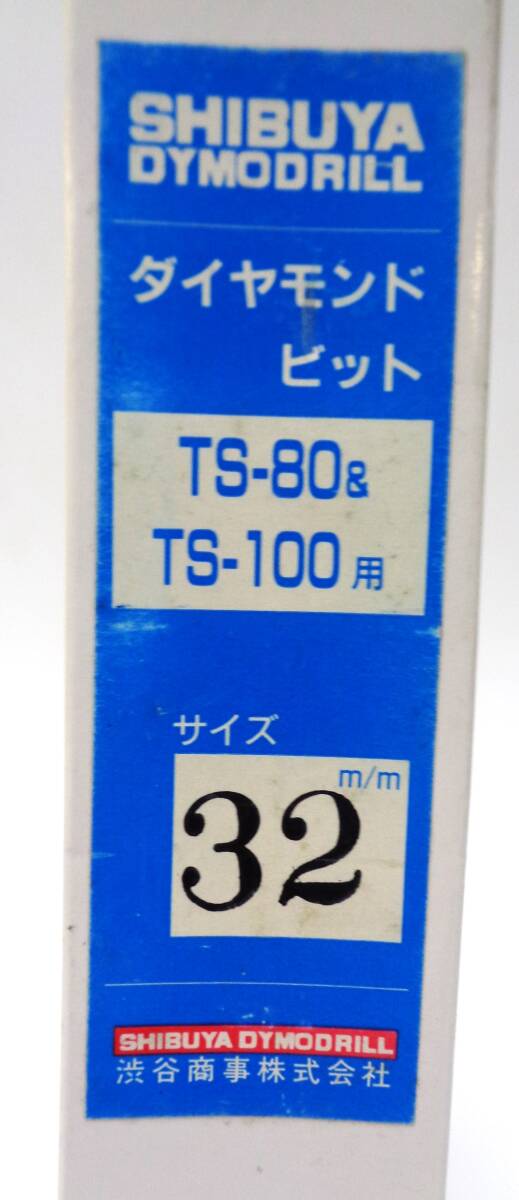 SHIBUYA
DYMODRILL
ダイヤモンド
ビット
TS-80&
TS-100用
サイズ
m/m
32
SHIBUYA DYMODRILL
渋谷商事株式会社